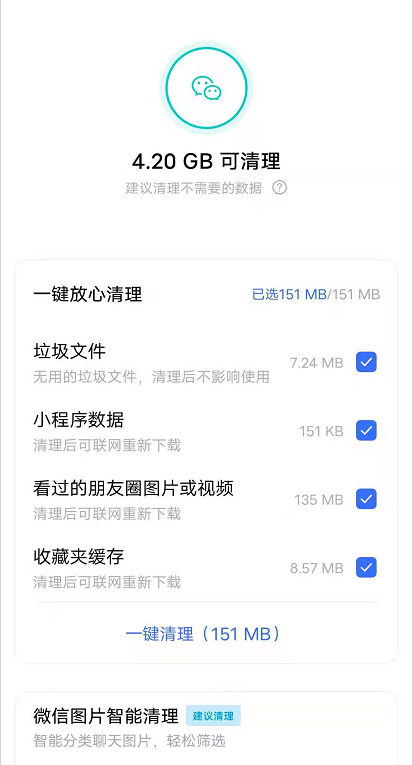 4.20 GB 可清理
建议清理不需要的数据 ?
一键放心清理 已选151 MB/151 MB
垃圾文件
无用的垃圾文件，清理后不影响使用 7.24 MB
小程序数据
清理后可联网重新下载 151 KB
看过的朋友圈图片或视频
清理后可联网重新下载 135 MB
收藏夹缓存
清理后可联网重新下载 8.57 MB
一键清理（151 MB）
微信图片智能清理 建议清理
智能分类聊天图片，轻松筛选